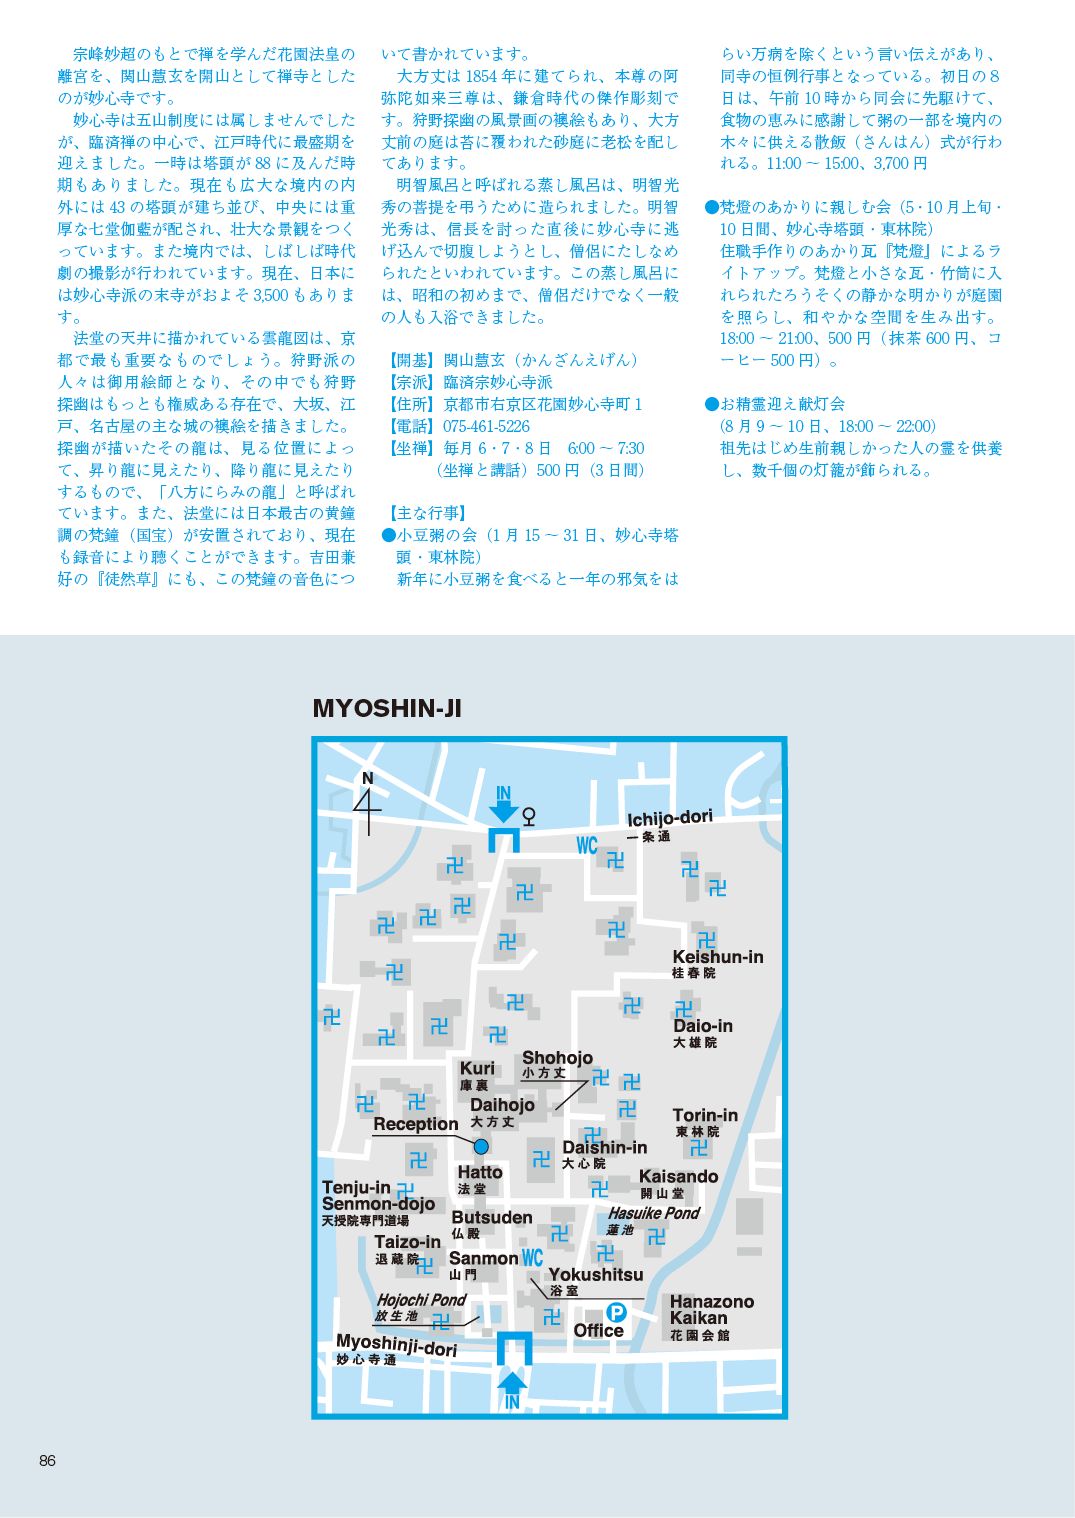 宗峰妙超のもとで禅を学んだ花園法皇の
離宮を、関山慧玄を開山として禅寺とした
のが妙心寺です。
妙心寺は五山制度には属しませんでした
が、臨済禅の中心で、江戸時代に最盛期を
迎えました。一時は塔頭が88に及んだ時
期もありました。現在も広大な境内の内
外には43の塔頭が建ち並び、中央には重
厚な七堂伽藍が配され、壮大な景観をつく
っています。また境内では、しばしば時代
劇の撮影が行われています。現在、日本に
は妙心寺派の末寺がおよそ3,500もありま
す。
法堂の天井に描かれている雲龍図は、京
都で最も重要なものでしょう。狩野派の
人々は御用絵師となり、その中でも狩野
探幽はもっとも権威ある存在で、大坂、江
戸、名古屋の主な城の襖絵を描きました。
探幽が描いたその龍は、見る位置によっ
て、昇り龍に見えたり、降り龍に見えたり
するもので、「八方にらみの龍」と呼ばれ
ています。また、法堂には日本最古の黄鐘
調の梵鐘（国宝）が安置されており、現在
も録音により聴くことができます。吉田兼
好の『徒然草』にも、この梵鐘の音色につ
いて書かれています。
大方丈は1854年に建てられ、本尊の阿
弥陀如来三尊は、鎌倉時代の傑作彫刻で
す。狩野探幽の風景画の襖絵もあり、大方
丈前の庭は苔に覆われた砂庭に老松を配し
てあります。
明智風呂と呼ばれる蒸し風呂は、明智光
秀の菩提を弔うために造られました。明智
光秀は、信長を討った直後に妙心寺に逃
げ込んで切腹しようとし、僧侶にたしなめ
られたといわれています。この蒸し風呂に
は、昭和の初めまで、僧侶だけでなく一般
の人も入浴できました。
【開基】関山慧玄（かんざんえげん）
【宗派】臨済宗妙心寺派
【住所】京都市右京区花園妙心寺町1
【電話】075-461-5226
【坐禅】毎月6・7・8日　6:00～7:30
（坐禅と講話）500円（3日間）
【主な行事】
●小豆粥の会（1月15～31日、妙心寺塔
頭・東林院）
新年に小豆粥を食べると一年の邪気をは
らい万病を除くという言い伝えがあり、
同寺の恒例行事となっている。初日の8
日は、午前10時から同会に先駆けて、
食物の恵みに感謝して粥の一部を境内の
木々に供える散飯（さんはん）式が行わ
れる。11:00～15:00、3,700円
●梵燈のあかりに親しむ会（5・10月上旬・
10日間、妙心寺塔頭・東林院）
住職手作りのあかり瓦『梵燈』によるラ
イトアップ。梵燈と小さな瓦・竹筒に入
れられたろうそくの静かな明かりが庭園
を照らし、和やかな空間を生み出す。
18:00～21:00、500円（抹茶600円、コ
ーヒー500円）。
●お精霊迎え献灯会
（8月9～10日、18:00～22:00）
祖先はじめ生前親しかった人の霊を供養
し、数千個の灯籠が飾られる。
MYOSHIN-JI
N
IN
Ichijo-dori
一条通
WC
Keishun-in
桂春院
Daio-in
大雄院
Shohojo
小方丈
Kuri
庫裏
Daihojo
大方丈
Reception
Torin-in
東林院
Daishin-in
大心院
Hatto
法堂
Kaisando
開山堂
Tenju-in
Senmon-dojo
天授院専門道場
Hasuike Pond
蓮池
Butsuden
仏殿
Taizo-in
退蔵院
Sanmon
山門
WC
Yokushitsu
浴室
Hojochi Pond
放生池
P
Office
Hanazono
Kaikan
花園会館
Myoshinji-dori
妙心寺通
IN
86